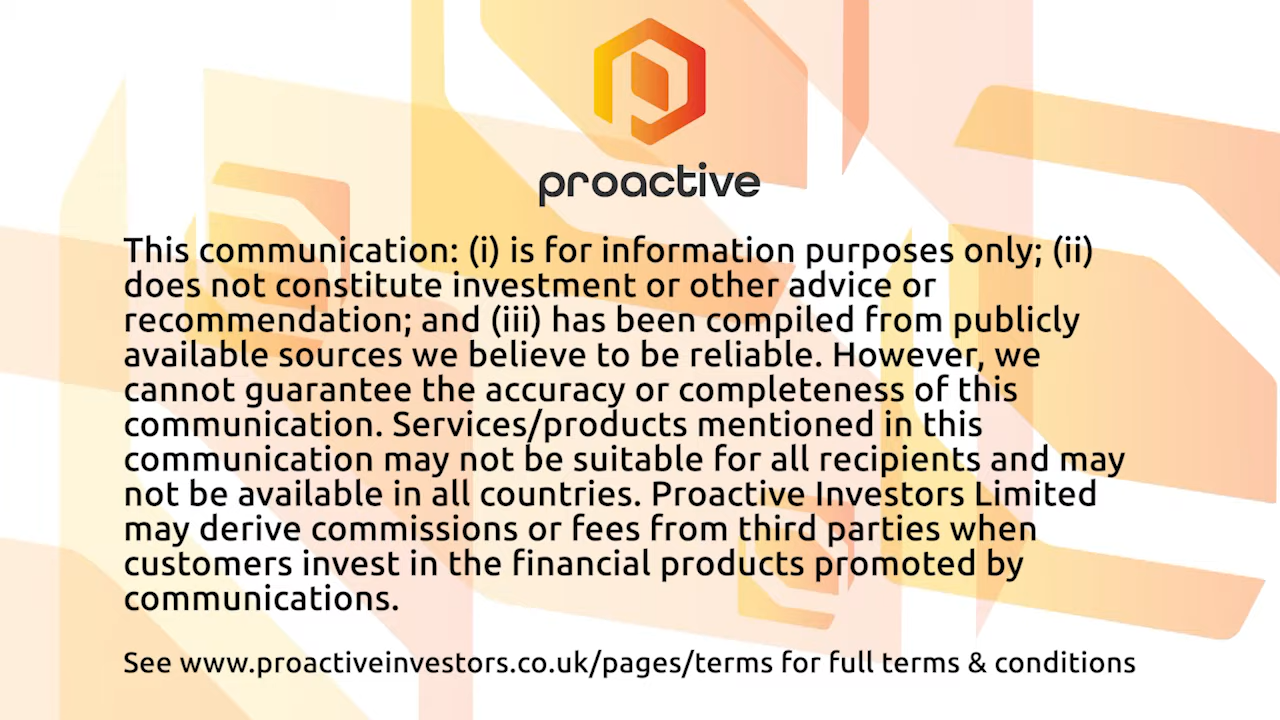 proactive
This communication: (i) is for information purposes only; (ii)
does not constitute investment or other advice or
recommendation; and (iii) has been compiled from publicly
available sources we believe to be reliable. However, we
cannot guarantee the accuracy or completeness of this
communication. Services/products mentioned in this
communication may not be suitable for all recipients and may
not be available in all countries. Proactive Investors Limited
may derive commissions or fees from third parties when
customers invest in the financial products promoted by
communications.
See www.proactiveinvestors.co.uk/pages/terms for full terms & conditions